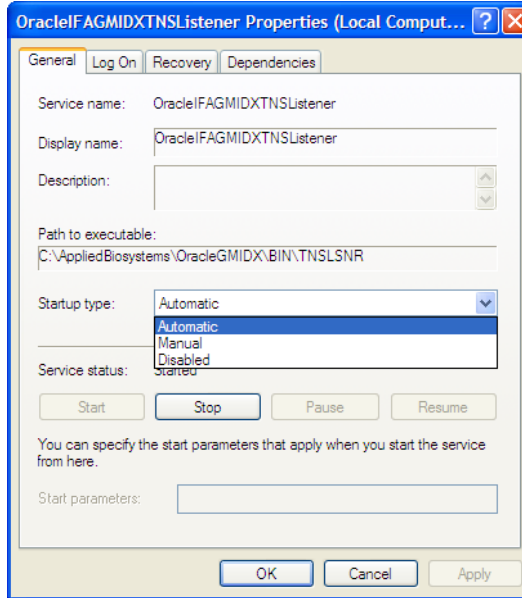 OracleIFAGMIDXTNSListener Properties (Local Comput...
General Log On Recovery Dependencies
Service name: OracleIFAGMIDXTNSListener
Display name: OracleIFAGMIDXTNSListener
Description:
Path to executable:
C:\AppliedBiosystems\OracleGMIDX\BIN\TNSLSNR
Startup type: Automatic
Automatic
Manual
Disabled
Service status: Started
Start Stop Pause Resume
You can specify the start parameters that apply when you start the service
from here.
Start parameters:
OK Cancel Apply